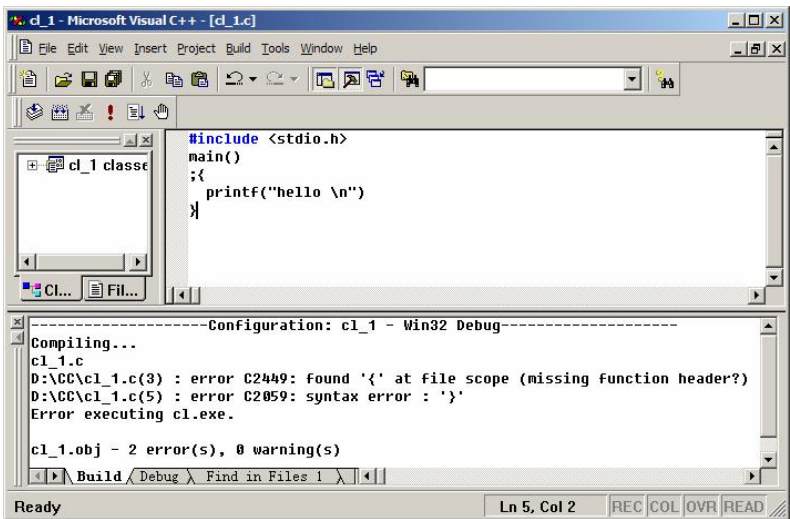 cl_1 - Microsoft Visual C++ - [cl_1.c]
File Edit View Insert Project Build Tools Window Help
cl_1 classe
Cl... Fil...
#include <stdio.h>
main()
;{
  printf("hello \n")
}
--------------------Configuration: cl_1 - Win32 Debug--------------------
Compiling...
cl_1.c
D:\CC\cl_1.c(3) : error C2449: found '{' at file scope (missing function header?)
D:\CC\cl_1.c(5) : error C2059: syntax error : '}'
Error executing cl.exe.
cl_1.obj - 2 error(s), 0 warning(s)
Build Debug Find in Files 1
Ready Ln 5, Col 2 REC COL OVR READ